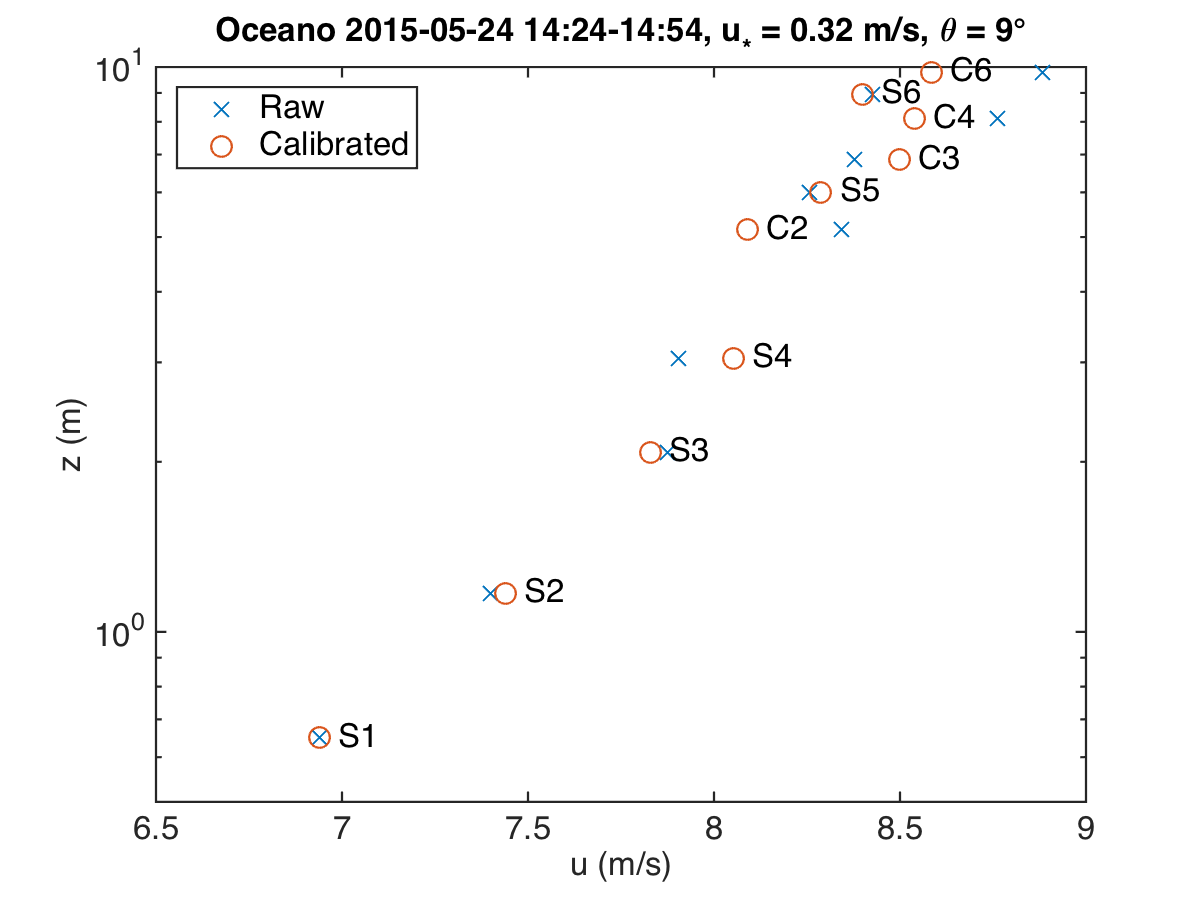 Oceano 2015-05-24 14:24-14:54, u* = 0.32 m/s, θ = 9°
10^1
Raw
Calibrated
C6
S6
C4
C3
S5
C2
S4
S3
S2
10^0
S1
z (m)
6.5 7 7.5 8 8.5 9
u (m/s)